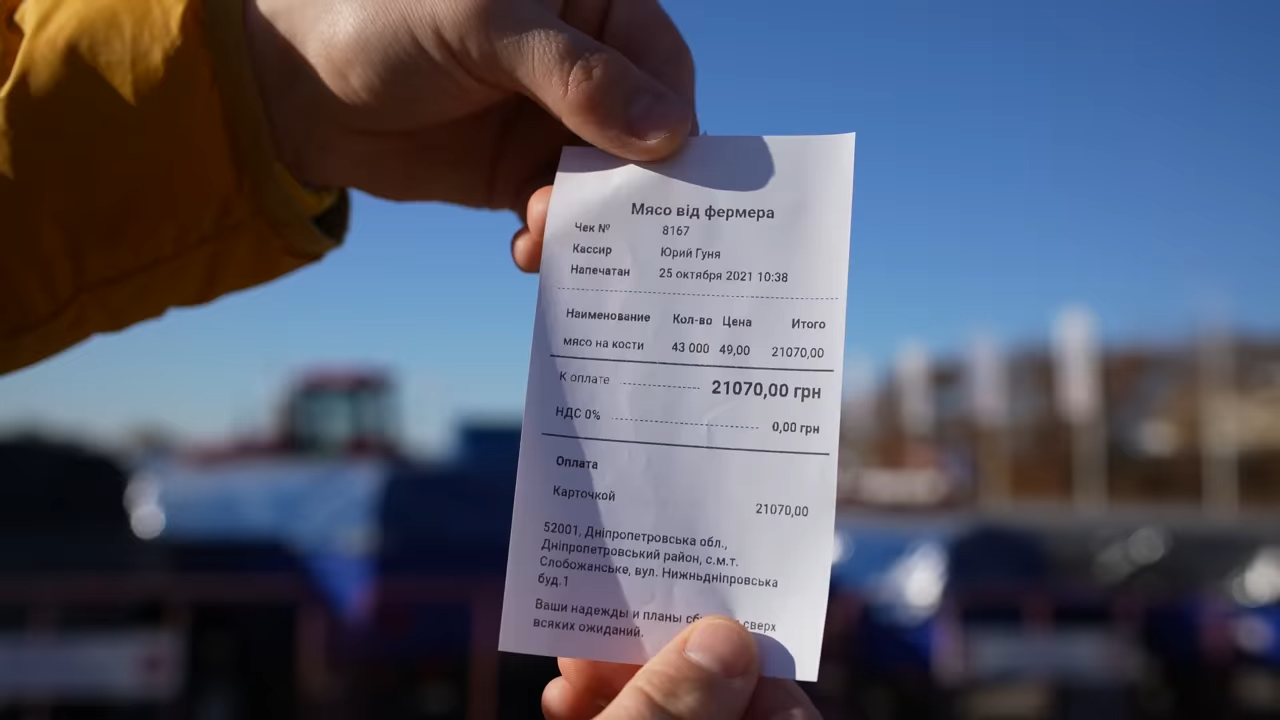 Мясо від фермера
Чек № 8167
Кассир Юрий Гуня
Напечатан 25 октября 2021 10:38
Наименование Кол-во Цена Итого
мясо на кости 43 000 49,00 21070,00
К оплате 21070,00 грн
НДС 0% 0,00 грн
Оплата
Карточкой 21070,00
52001, Дніпропетровська обл.,
Дніпропетровський район, с.м.т.
Слобожанське, вул. Нижньдніпровська
буд.1
Ваши надежды и планы сверх
всяких ожиданий.